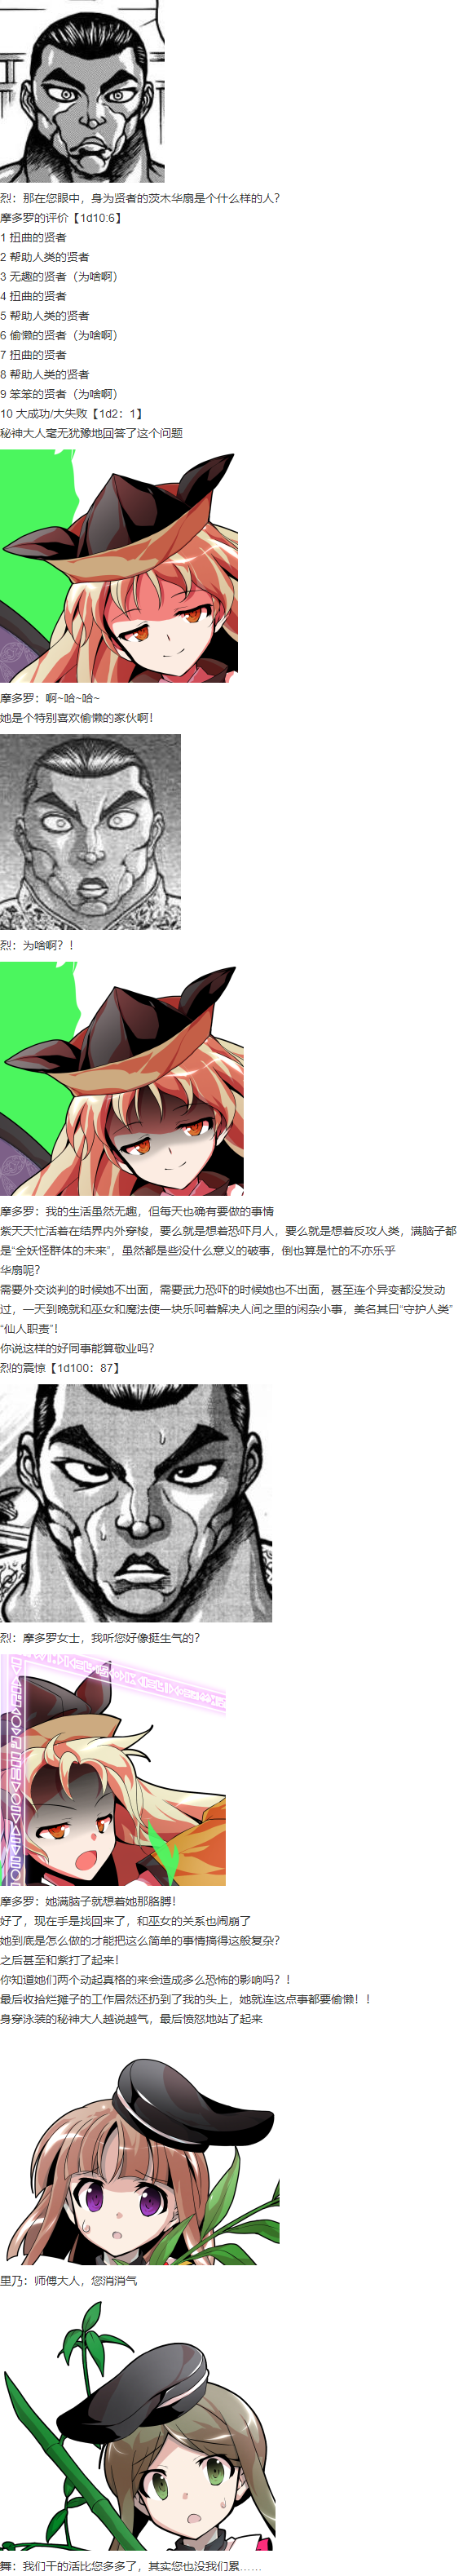 烈：那在您眼中，身为贤者的茨木华扇是个什么样的人？
摩多罗的评价【1d10:6】
1 扭曲的贤者
2 帮助人类的贤者
3 无趣的贤者（为啥啊）
4 扭曲的贤者
5 帮助人类的贤者
6 偷懒的贤者（为啥啊）
7 扭曲的贤者
8 帮助人类的贤者
9 笨笨的贤者（为啥啊）
10 大成功/大失败【1d2：1】
秘神大人毫无犹豫地回答了这个问题
摩多罗：啊~哈~哈~
她是个特别喜欢偷懒的家伙啊！
烈：为啥啊？！
摩多罗：我的生活虽然无趣，但每天也确有要做的事情
紫天天忙活着在结界内外穿梭，要么就是想着恐吓月人，要么就是想着反攻人类，满脑子都
是“全妖怪群体的未来”，虽然都是些没什么意义的破事，倒也算是忙的不亦乐乎
华扇呢？
需要外交谈判的时候她不出面，需要武力恐吓的时候她也不出面，甚至连个异变都没发动
过，一天到晚就和巫女和魔法使一块乐呵着解决人间之里的闲杂小事，美名其曰“守护人类”
“仙人职责”！
你说这样的好同事能算敬业吗？
烈的震惊【1d100：87】
烈：摩多罗女士，我听您好像挺生气的？
摩多罗：她满脑子就想着她那胳膊！
好了，现在手是找回来了，和巫女的关系也闹崩了
她到底是怎么做的才能把这么简单的事情搞得这般复杂？
之后甚至和紫打了起来！
你知道她们两个动起真格的来会造成多么恐怖的影响吗？！
最后收拾烂摊子的工作居然还扔到了我的头上，她就连这点事都要偷懒！！
身穿泳装的秘神大人越说越气，最后愤怒地站了起来
里乃：师傅大人，您消消气
舞：我们干的活比您多多了，其实您也没我们累……